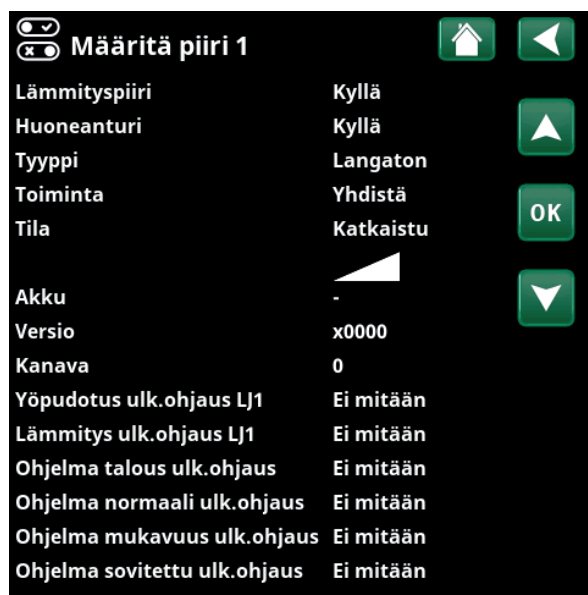 Määritä piiri 1
Lämmityspiiri Kyllä
Huoneanturi Kyllä
Tyyppi Langaton
Toiminta Yhdistä
OK
Tila Katkaistu
Akku -
Versio x0000
Kanava 0
Yöpudotus ulk.ohjaus LJ1 Ei mitään
Lämmitys ulk.ohjaus LJ1 Ei mitään
Ohjelma talous ulk.ohjaus Ei mitään
Ohjelma normaali ulk.ohjaus Ei mitään
Ohjelma mukavuus ulk.ohjaus Ei mitään
Ohjelma sovitettu ulk.ohjaus Ei mitään